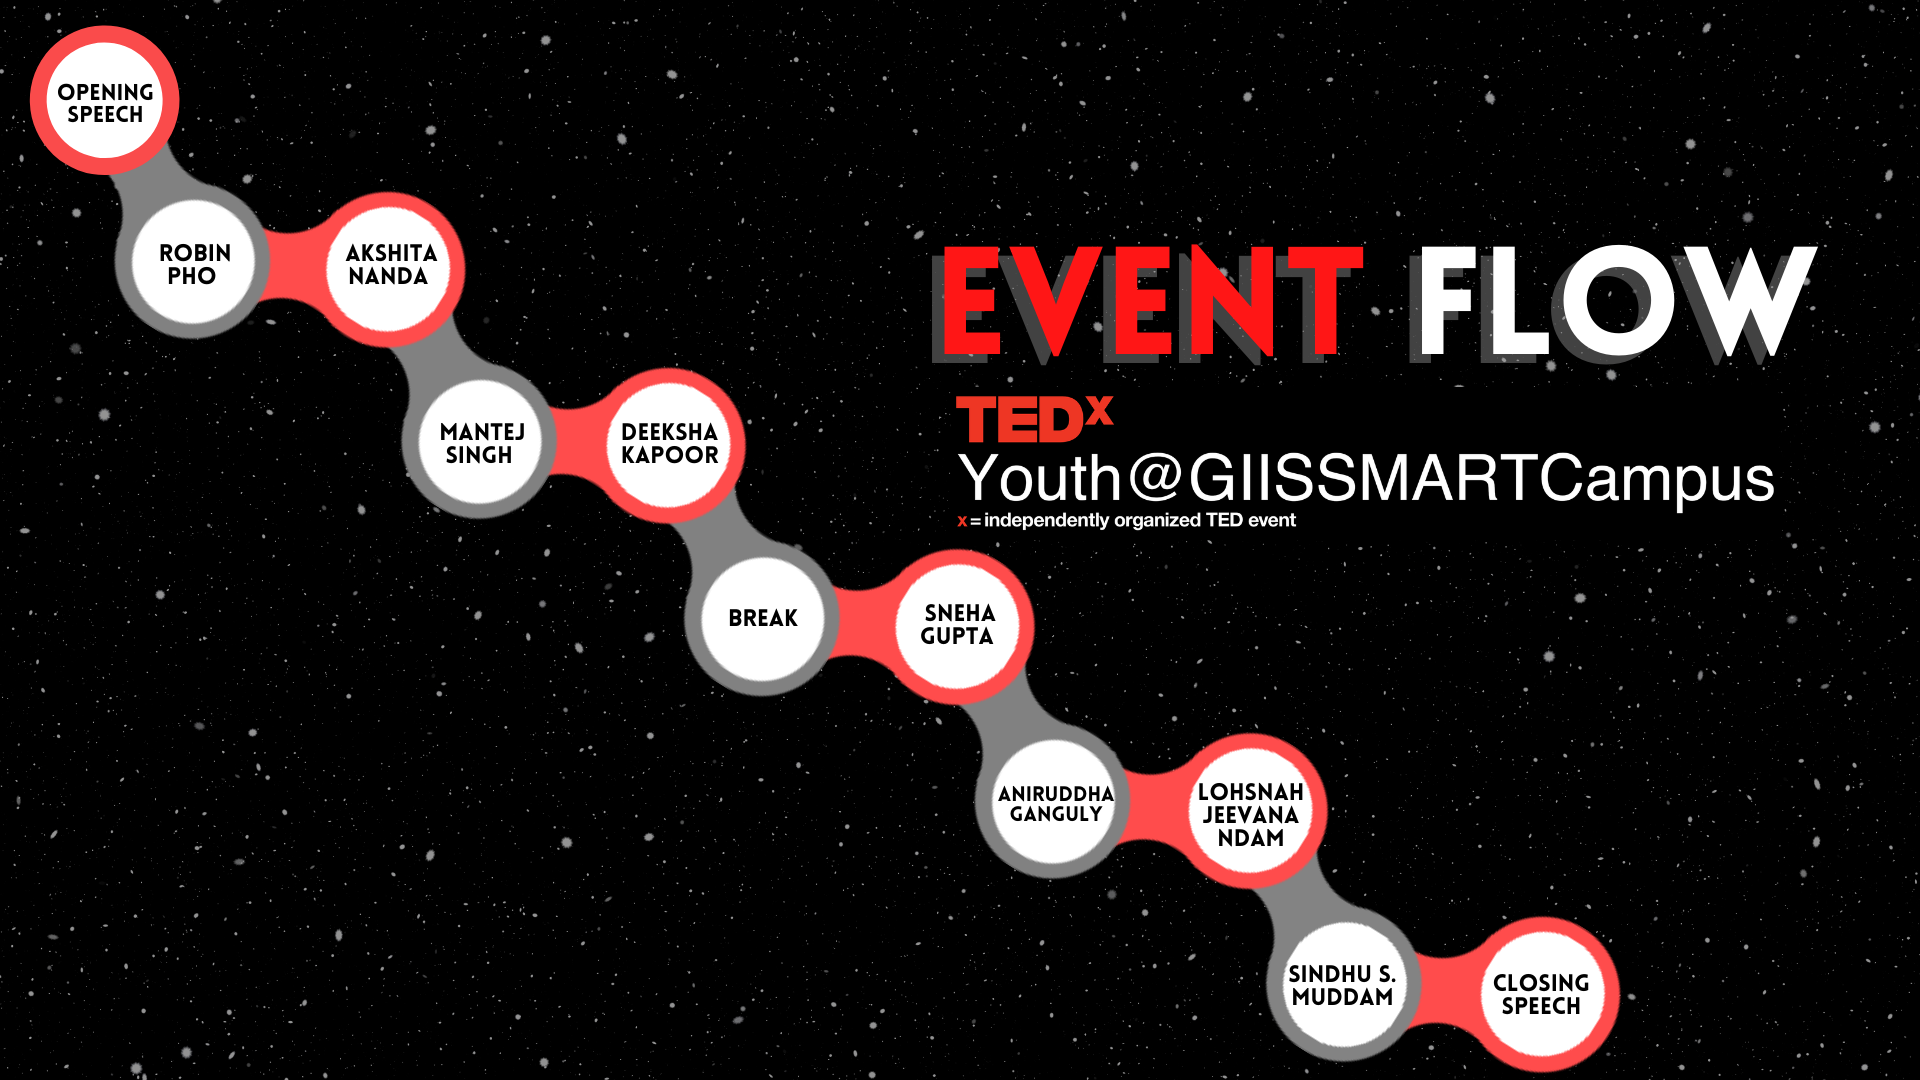 OPENING
SPEECH
ROBIN
PHO
AKSHITA
NANDA
MANTEJ
SINGH
DEEKSHA
KAPOOR
BREAK
SNEHA
GUPTA
ANIRUDDHA
GANGULY
LOHSNAH
JEEVANA
NDAM
SINDHU S.
MUDDAM
CLOSING
SPEECH
EVENT FLOW
TEDx
Youth@GIISSMARTCampus
x = independently organized TED event